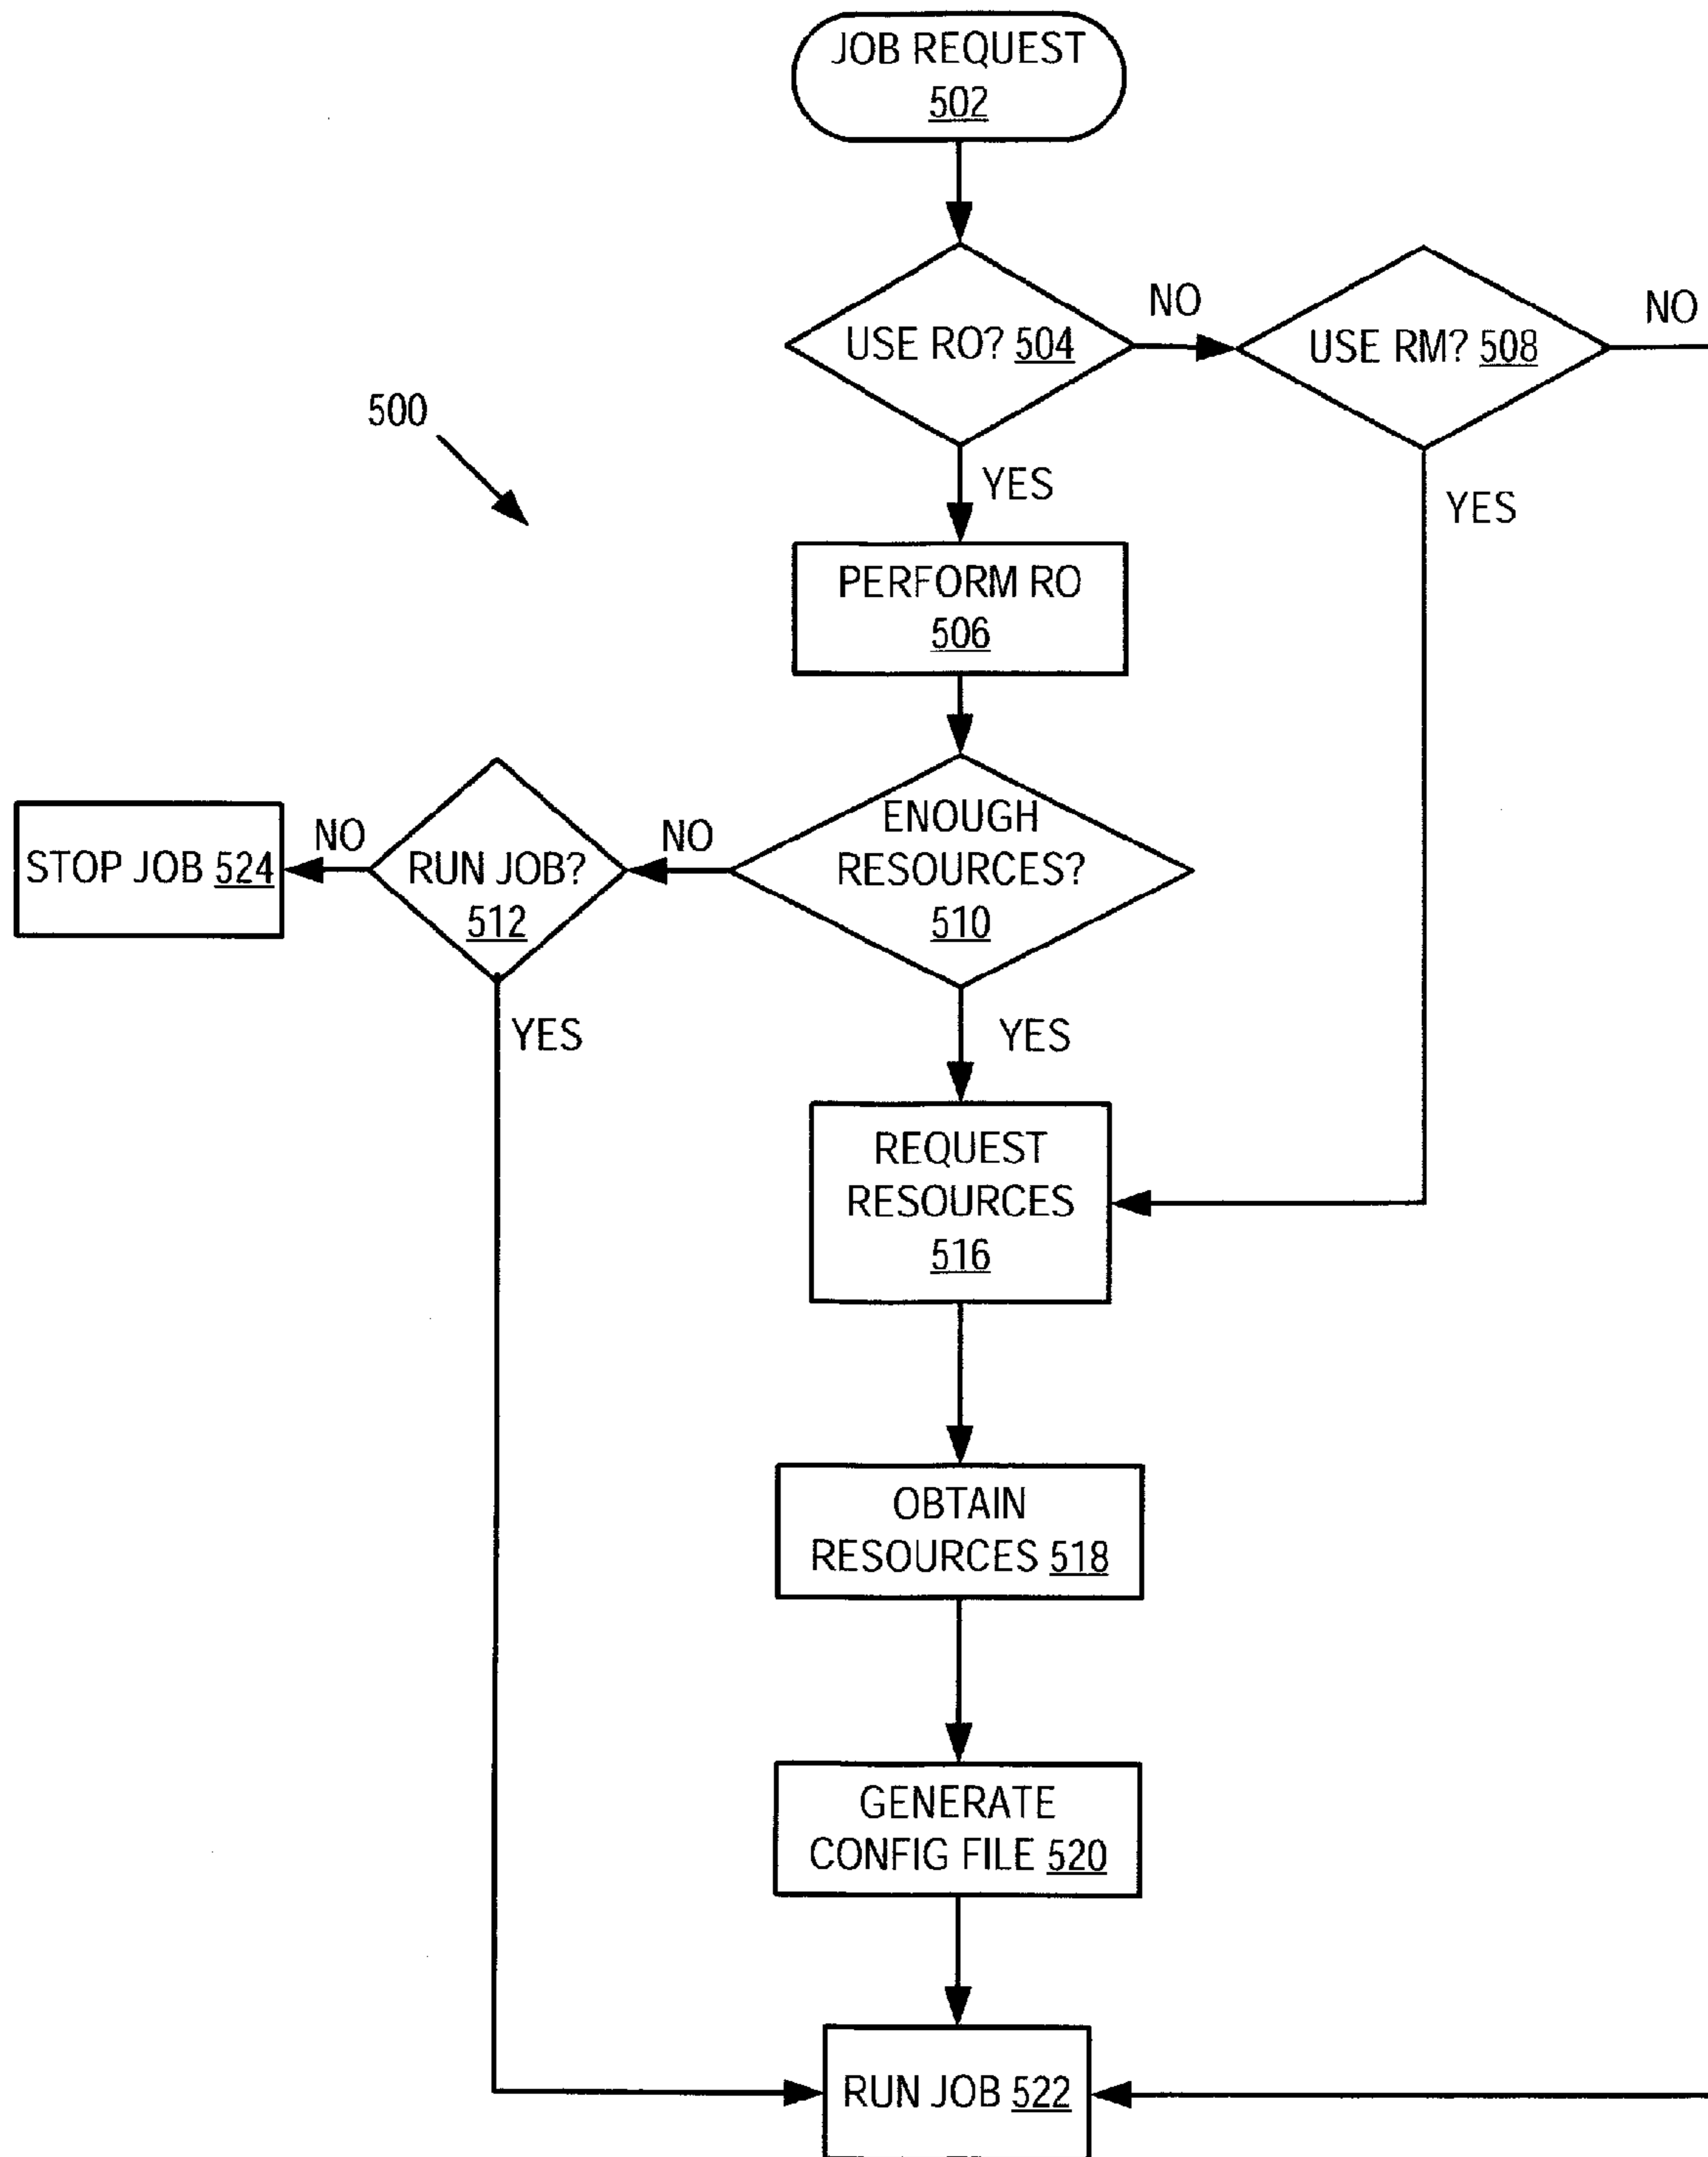 JOB REQUEST
502
USE RO? 504
NO
USE RM? 508
NO
500
YES
YES
PERFORM RO
506
ENOUGH
RESOURCES?
510
NO
RUN JOB?
512
NO
STOP JOB 524
YES
YES
REQUEST
RESOURCES
516
OBTAIN
RESOURCES 518
GENERATE
CONFIG FILE 520
RUN JOB 522